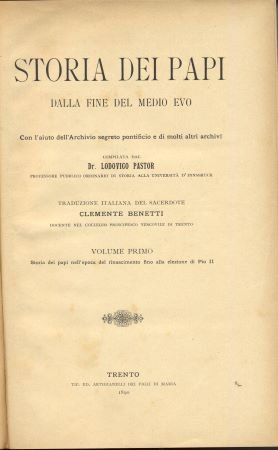 STORIA DEI PAPI
DALLA FINE DEL MEDIO EVO
Con l'aiuto dell'Archivio segreto pontificio e di molti altri archivi
COMPILATA DAL
Dr. LODOVICO PASTOR
PROFESSORE PUBBLICO ORDINARIO DI STORIA ALLA UNIVERSITÀ D'INNSBRUCK
TRADUZIONE ITALIANA DEL SACERDOTE
CLEMENTE BENETTI
DOCENTE NEL COLLEGIO PRINCIPESCO VESCOVILE DI TRENTO
VOLUME PRIMO
Storia dei papi nell'epoca del rinascimento fino alla elezione di Pio II
TRENTO
TIP. ED. ARTIGIANELLI DEI FIGLI DI MARIA
1890